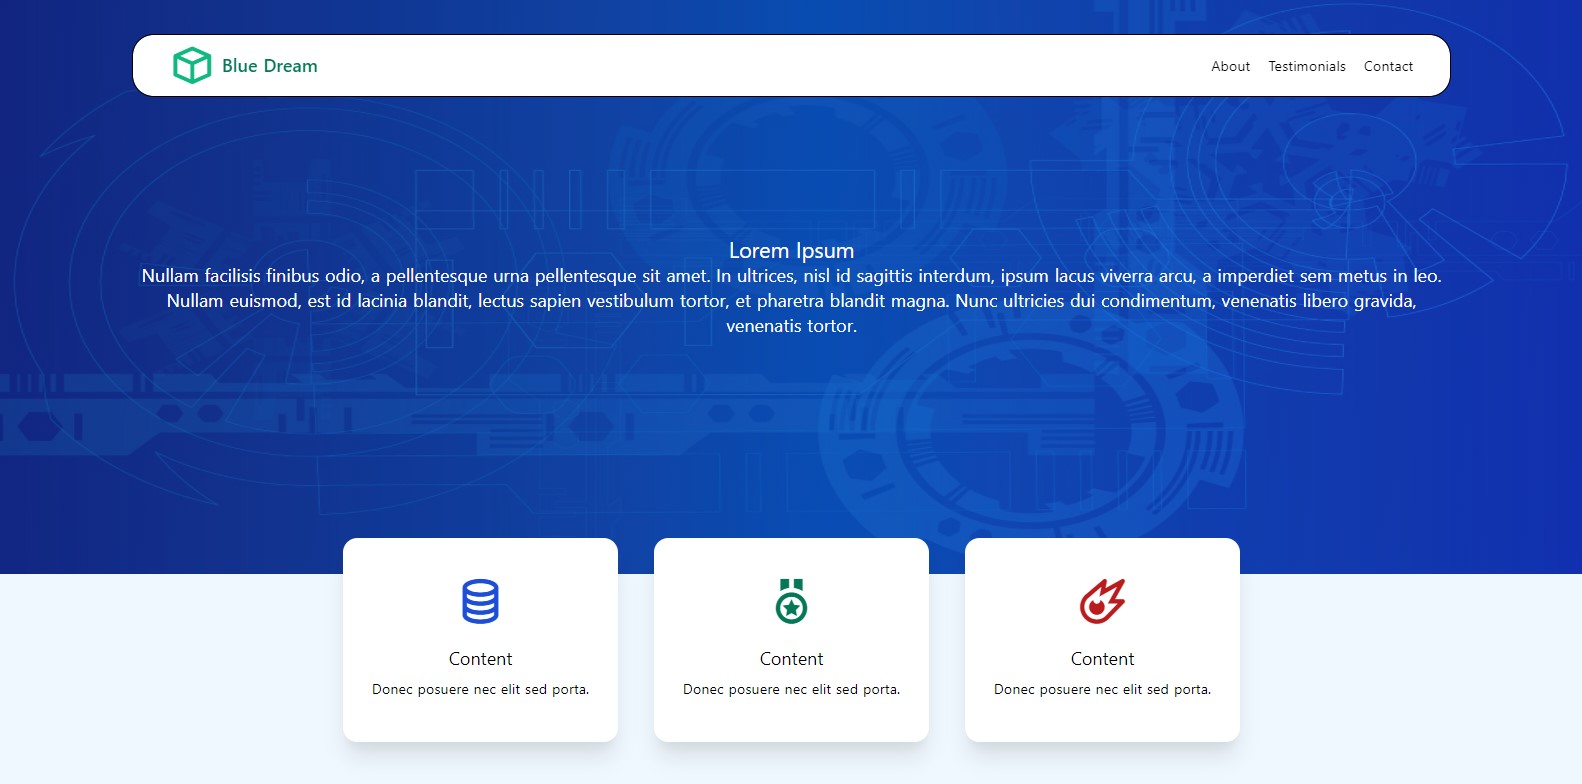 Blue Dream
About Testimonials Contact
Lorem Ipsum
Nullam facilisis finibus odio, a pellentesque urna pellentesque sit amet. In ultrices, nisl id sagittis interdum, ipsum lacus viverra arcu, a imperdiet sem metus in leo.
Nullam euismod, est id lacinia blandit, lectus sapien vestibulum tortor, et pharetra blandit magna. Nunc ultricies dui condimentum, venenatis libero gravida,
venenatis tortor.
Content
Donec posuere nec elit sed porta.
Content
Donec posuere nec elit sed porta.
Content
Donec posuere nec elit sed porta.